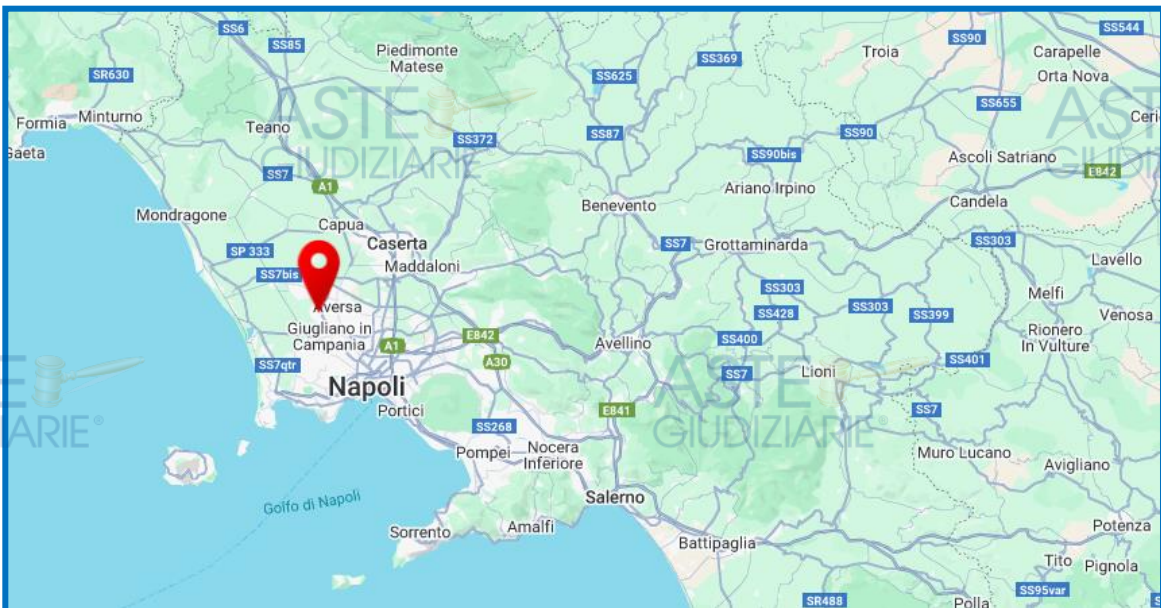 SS6
SS85
Piedimonte
Matese
SS625
SS369
Troia
SS90
SS544
Carapelle
Orta Nova
SR630
Formia
Minturno
Gaeta
Teano
ASTE
GIUDIZIARIE
SS372
SS87
SS90
SS655
Ceri
AST
GIUDIZ
SS7
A1
SS90bis
Ascoli Satriano
E842
Ariano Irpino
Candela
Mondragone
Capua
Benevento
SP 333
Caserta
SS7
Grottaminarda
SS303
SS7bis
Maddaloni
Lavello
Aversa
SS303
SS303
Melfi
Giugliano in
Campania
SS428
SS399
Venosa
E842
SS400
Rionero
In Vulture
A1
A30
Avellino
SS401
SS7qtr
SS7
Lioni
E
ARIE®
Napoli
Portici
E841
ASTE
GIUDIZIARIE®
SS7
SS268
Nocera
Inferiore
Pompei
Muro Lucano
Avigliano
Golfo di Napoli
Salerno
Sorrento
Amalfi
Battipaglia
Potenza
Tito
Pignola
SS95var
SR488
Polla